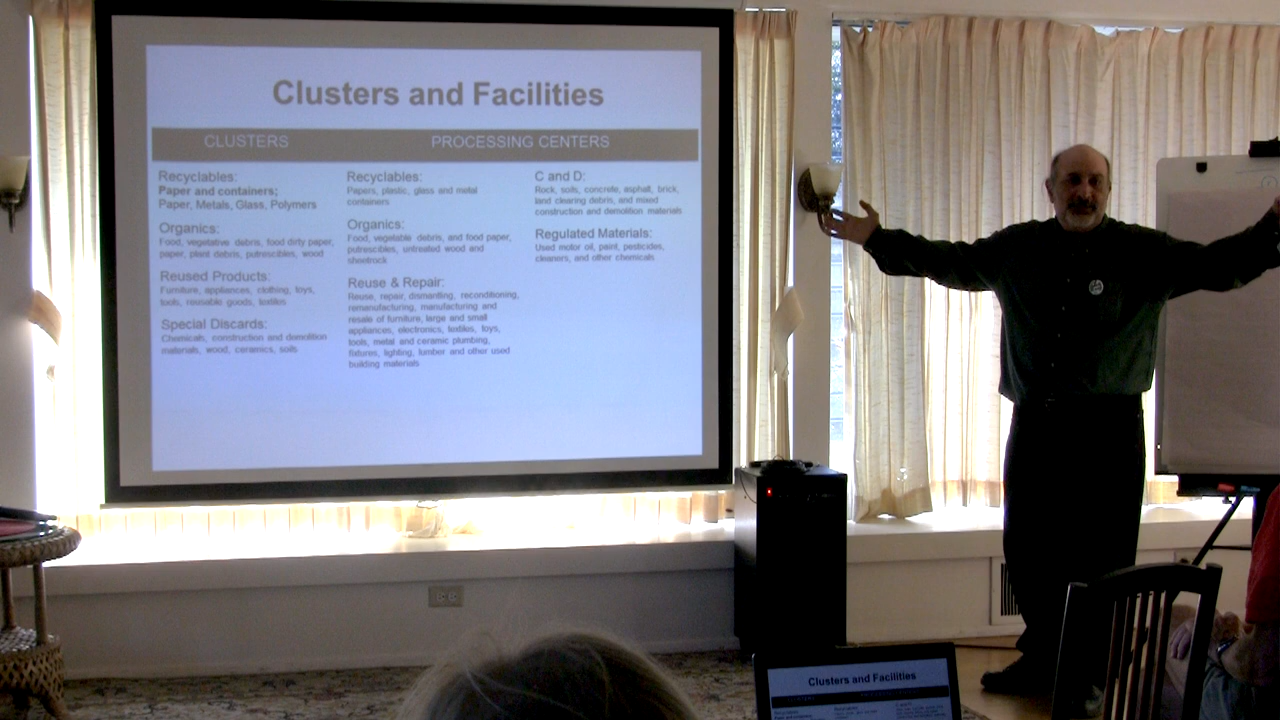 Clusters and Facilities
CLUSTERS
PROCESSING CENTERS
Recyclables:
Paper and containers;
Paper, Metals, Glass, Polymers
Organics:
Food, vegetative debris, food dirty paper,
paper, plant debris, putrescibles, wood
Reused Products:
Furniture, appliances, clothing, toys,
tools, reusable goods, textiles
Special Discards:
Chemicals, construction and demolition
materials, wood, ceramics, soils
Recyclables:
Papers, plastic, glass and metal
containers
Organics:
Food, vegetable debris, and food paper,
putrescibles, untreated wood and
sheetrock
Reuse & Repair:
Reuse, repair, dismantling, reconditioning,
remanufacturing, manufacturing and
resale of furniture, large and small
appliances, electronics, textiles, toys,
tools, metal and ceramic plumbing,
fixtures, lighting, lumber and other used
building materials
C and D:
Rock, soils, concrete, asphalt, brick,
land clearing debris, and mixed
construction and demolition materials
Regulated Materials:
Used motor oil, paint, pesticides,
cleaners, and other chemicals
Clusters and Facilities